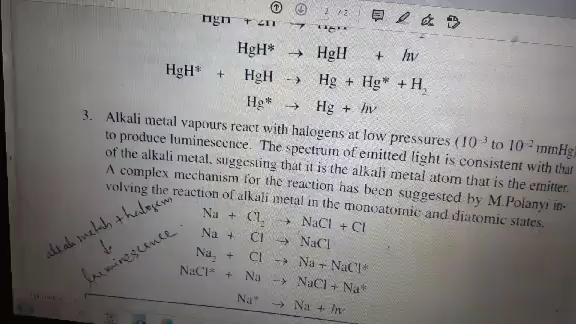 2 / 2
HgH* → HgH + hν
HgH* + HgH → Hg + Hg* + H₂
Hg* → Hg + hν
3. Alkali metal vapours react with halogens at low pressures (10⁻³ to 10⁻² mmHg)
to produce luminescence. The spectrum of emitted light is consistent with that
of the alkali metal, suggesting that it is the alkali metal atom that is the emitter.
A complex mechanism for the reaction has been suggested by M.Polanyi in-
volving the reaction of alkali metal in the monoatomic and diatomic states.
Na + Cl₂ → NaCl + Cl
Na + Cl → NaCl
Na₂ + Cl → Na + NaCl*
NaCl* + Na → NaCl + Na*
Na* → Na + hν
alkali metals + halogens
↓
luminescence